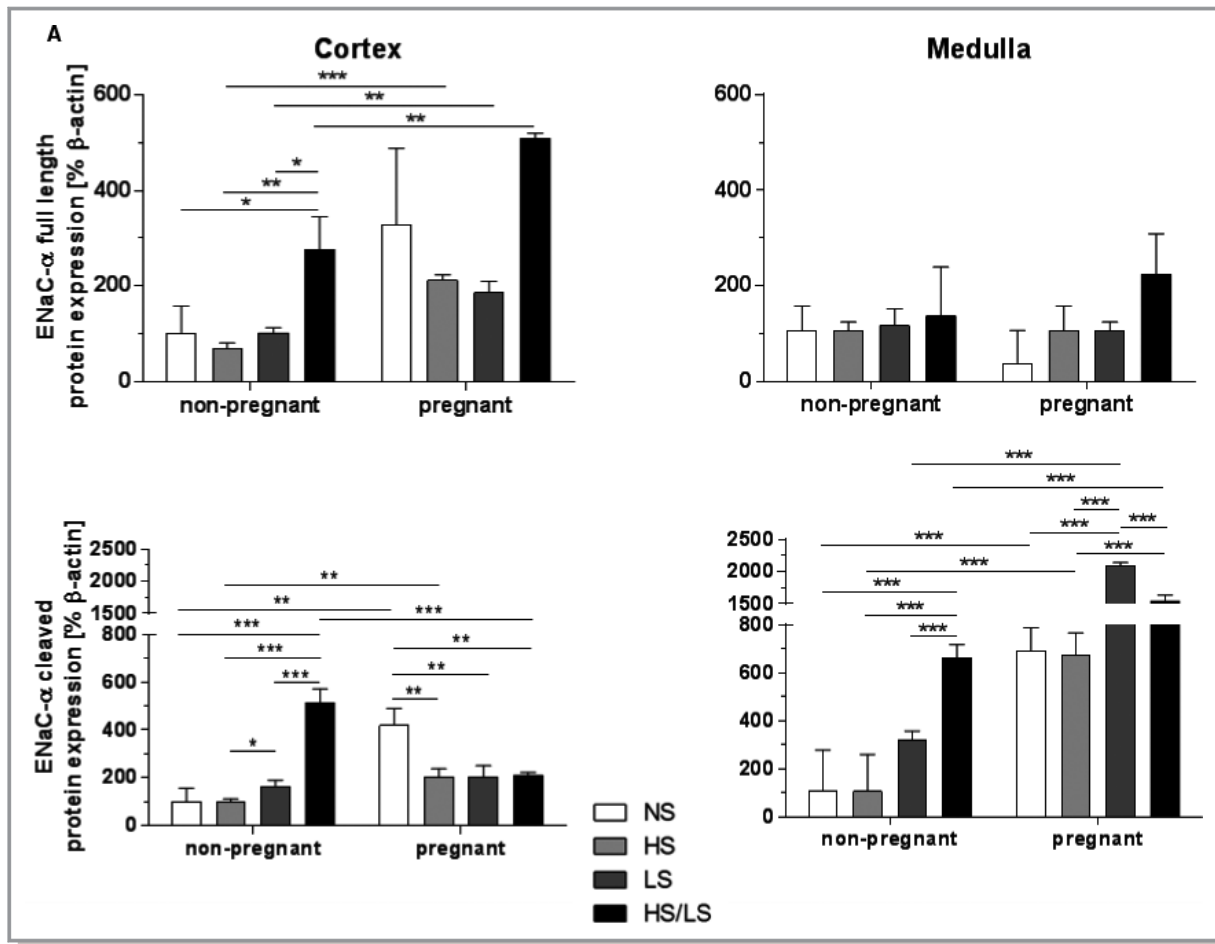 A
Cortex
Medulla
ENaC-α full length
protein expression [% β-actin]
600
400
200
0
***
**
**
*
**
*
non-pregnant
pregnant
600
400
200
0
non-pregnant
pregnant
ENaC-α cleaved
protein expression [% β-actin]
2500
2000
1500
800
600
400
200
0
**
**
***
***
***
***
*
**
**
**
non-pregnant
pregnant
NS
HS
LS
HS/LS
2500
2000
1500
800
600
400
200
0
***
***
***
***
***
***
***
***
***
***
***
non-pregnant
pregnant